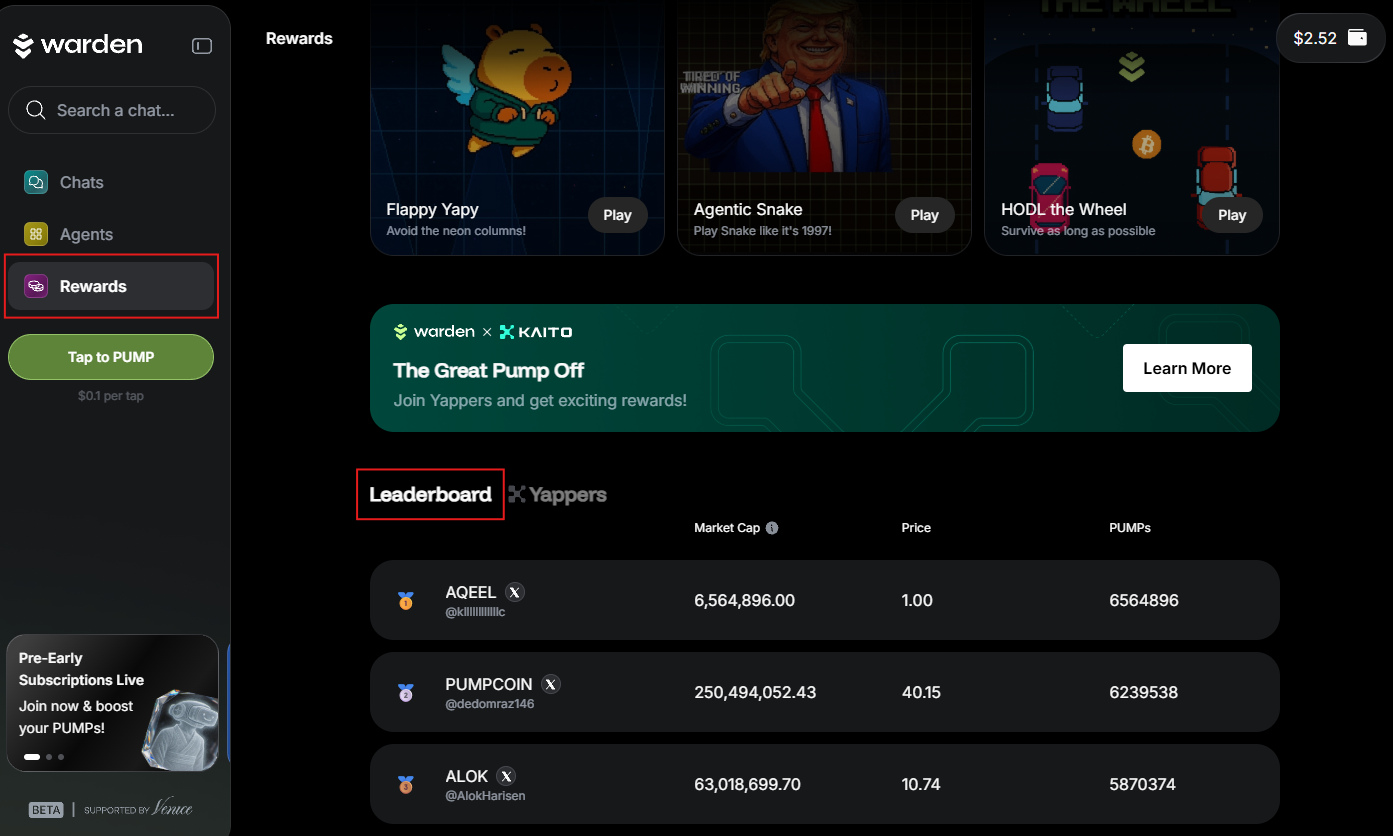 warden
Search a chat...
Chats
Agents
Rewards
Tap to PUMP
$0.1 per tap
Pre-Early
Subscriptions Live
Join now & boost
your PUMPs!
BETA | SUPPORTED BY Venice
Rewards
$2.52
THE WHEEL
TIRED OF
WINNING
Flappy Yapy
Avoid the neon columns!
Play
Agentic Snake
Play Snake like it's 1997!
Play
HODL the Wheel
Survive as long as possible
Play
warden × KAITO
The Great Pump Off
Join Yappers and get exciting rewards!
Learn More
Leaderboard Yappers
Market Cap Price PUMPs
1 AQEEL X 6,564,896.00 1.00 6564896
2 PUMPCOIN X 250,494,052.43 40.15 6239538
@dedomraz146
3 ALOK X 63,018,699.70 10.74 5870374
@AlokHarisen